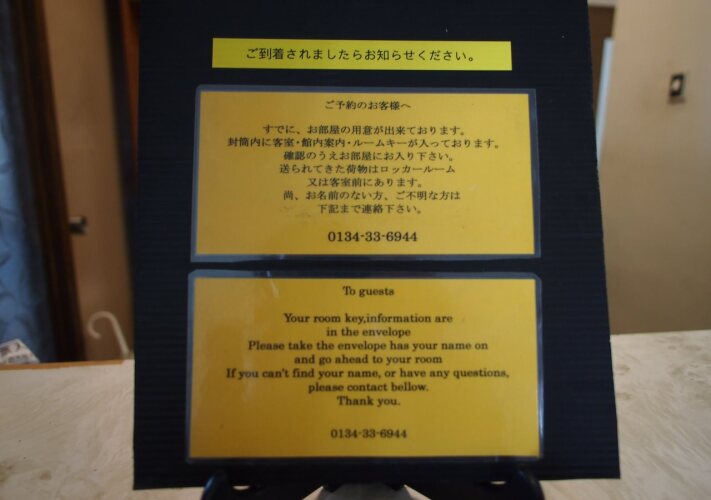 ご到着されましたらお知らせください。
ご予約のお客様へ
すでに、お部屋の用意が出来ております。
封筒内に客室・館内案内・ルームキーが入っております。
確認のうえお部屋にお入り下さい。
送られてきた荷物はロッカールーム
又は客室前にあります。
尚、お名前のない方、ご不明な方は
下記まで連絡下さい。
0134-33-6944
To guests
Your room key,information are
in the envelope
Please take the envelope has your name on
and go ahead to your room
If you can't find your name, or have any questions,
please contact bellow.
Thank you.
0134-33-6944